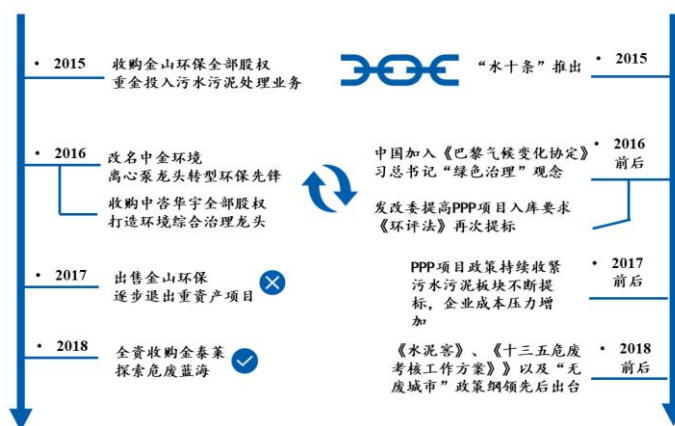 • 2015 收购金山环保全部股权
重金投入污水污泥处理业务
• 2016 改名中金环境
离心泵龙头转型环保先锋
收购中咨华宇全部股权
打造环境综合治理龙头
• 2017 出售金山环保
逐步退出重资产项目
• 2018 全资收购金泰莱
探索危废蓝海
“水十条”推出 • 2015
中国加入《巴黎气候变化协定》 • 2016
习总书记“绿色治理”观念 前后
发改委提高PPP项目入库要求
《环评法》再次提标
PPP项目政策持续收紧 • 2017
污水污泥板块不断提 前后
标，企业成本压力增
加
《水泥窑》、《十三五危废 • 2018
考核工作方案》》以及“无 前后
废城市”政策纲领先后出台